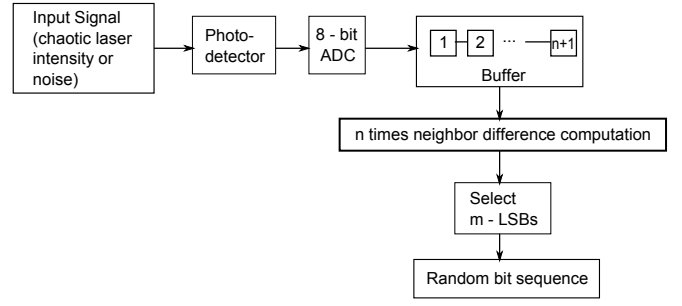 Input Signal
(chaotic laser
intensity or
noise)
Photo-
detector
8 - bit
ADC
1 2 ... n+1
Buffer
n times neighbor difference computation
Select
m - LSBs
Random bit sequence